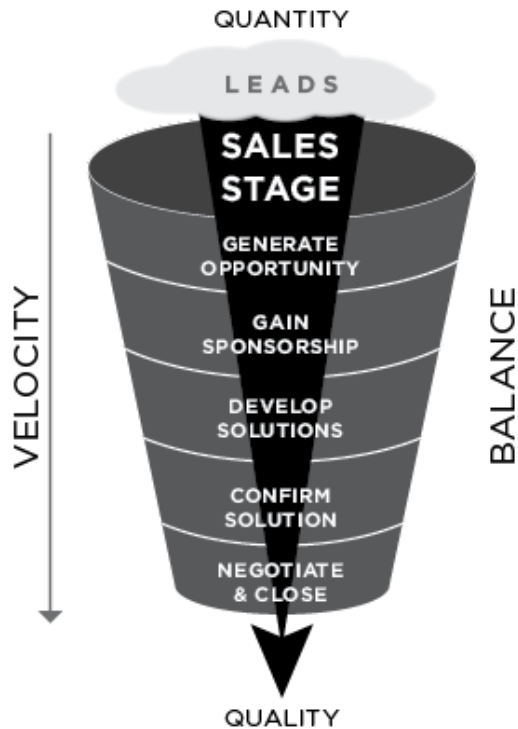 QUANTITY
LEADS
SALES
STAGE
GENERATE
OPPORTUNITY
GAIN
SPONSORSHIP
DEVELOP
SOLUTIONS
CONFIRM
SOLUTION
NEGOTIATE
& CLOSE
VELOCITY
BALANCE
QUALITY